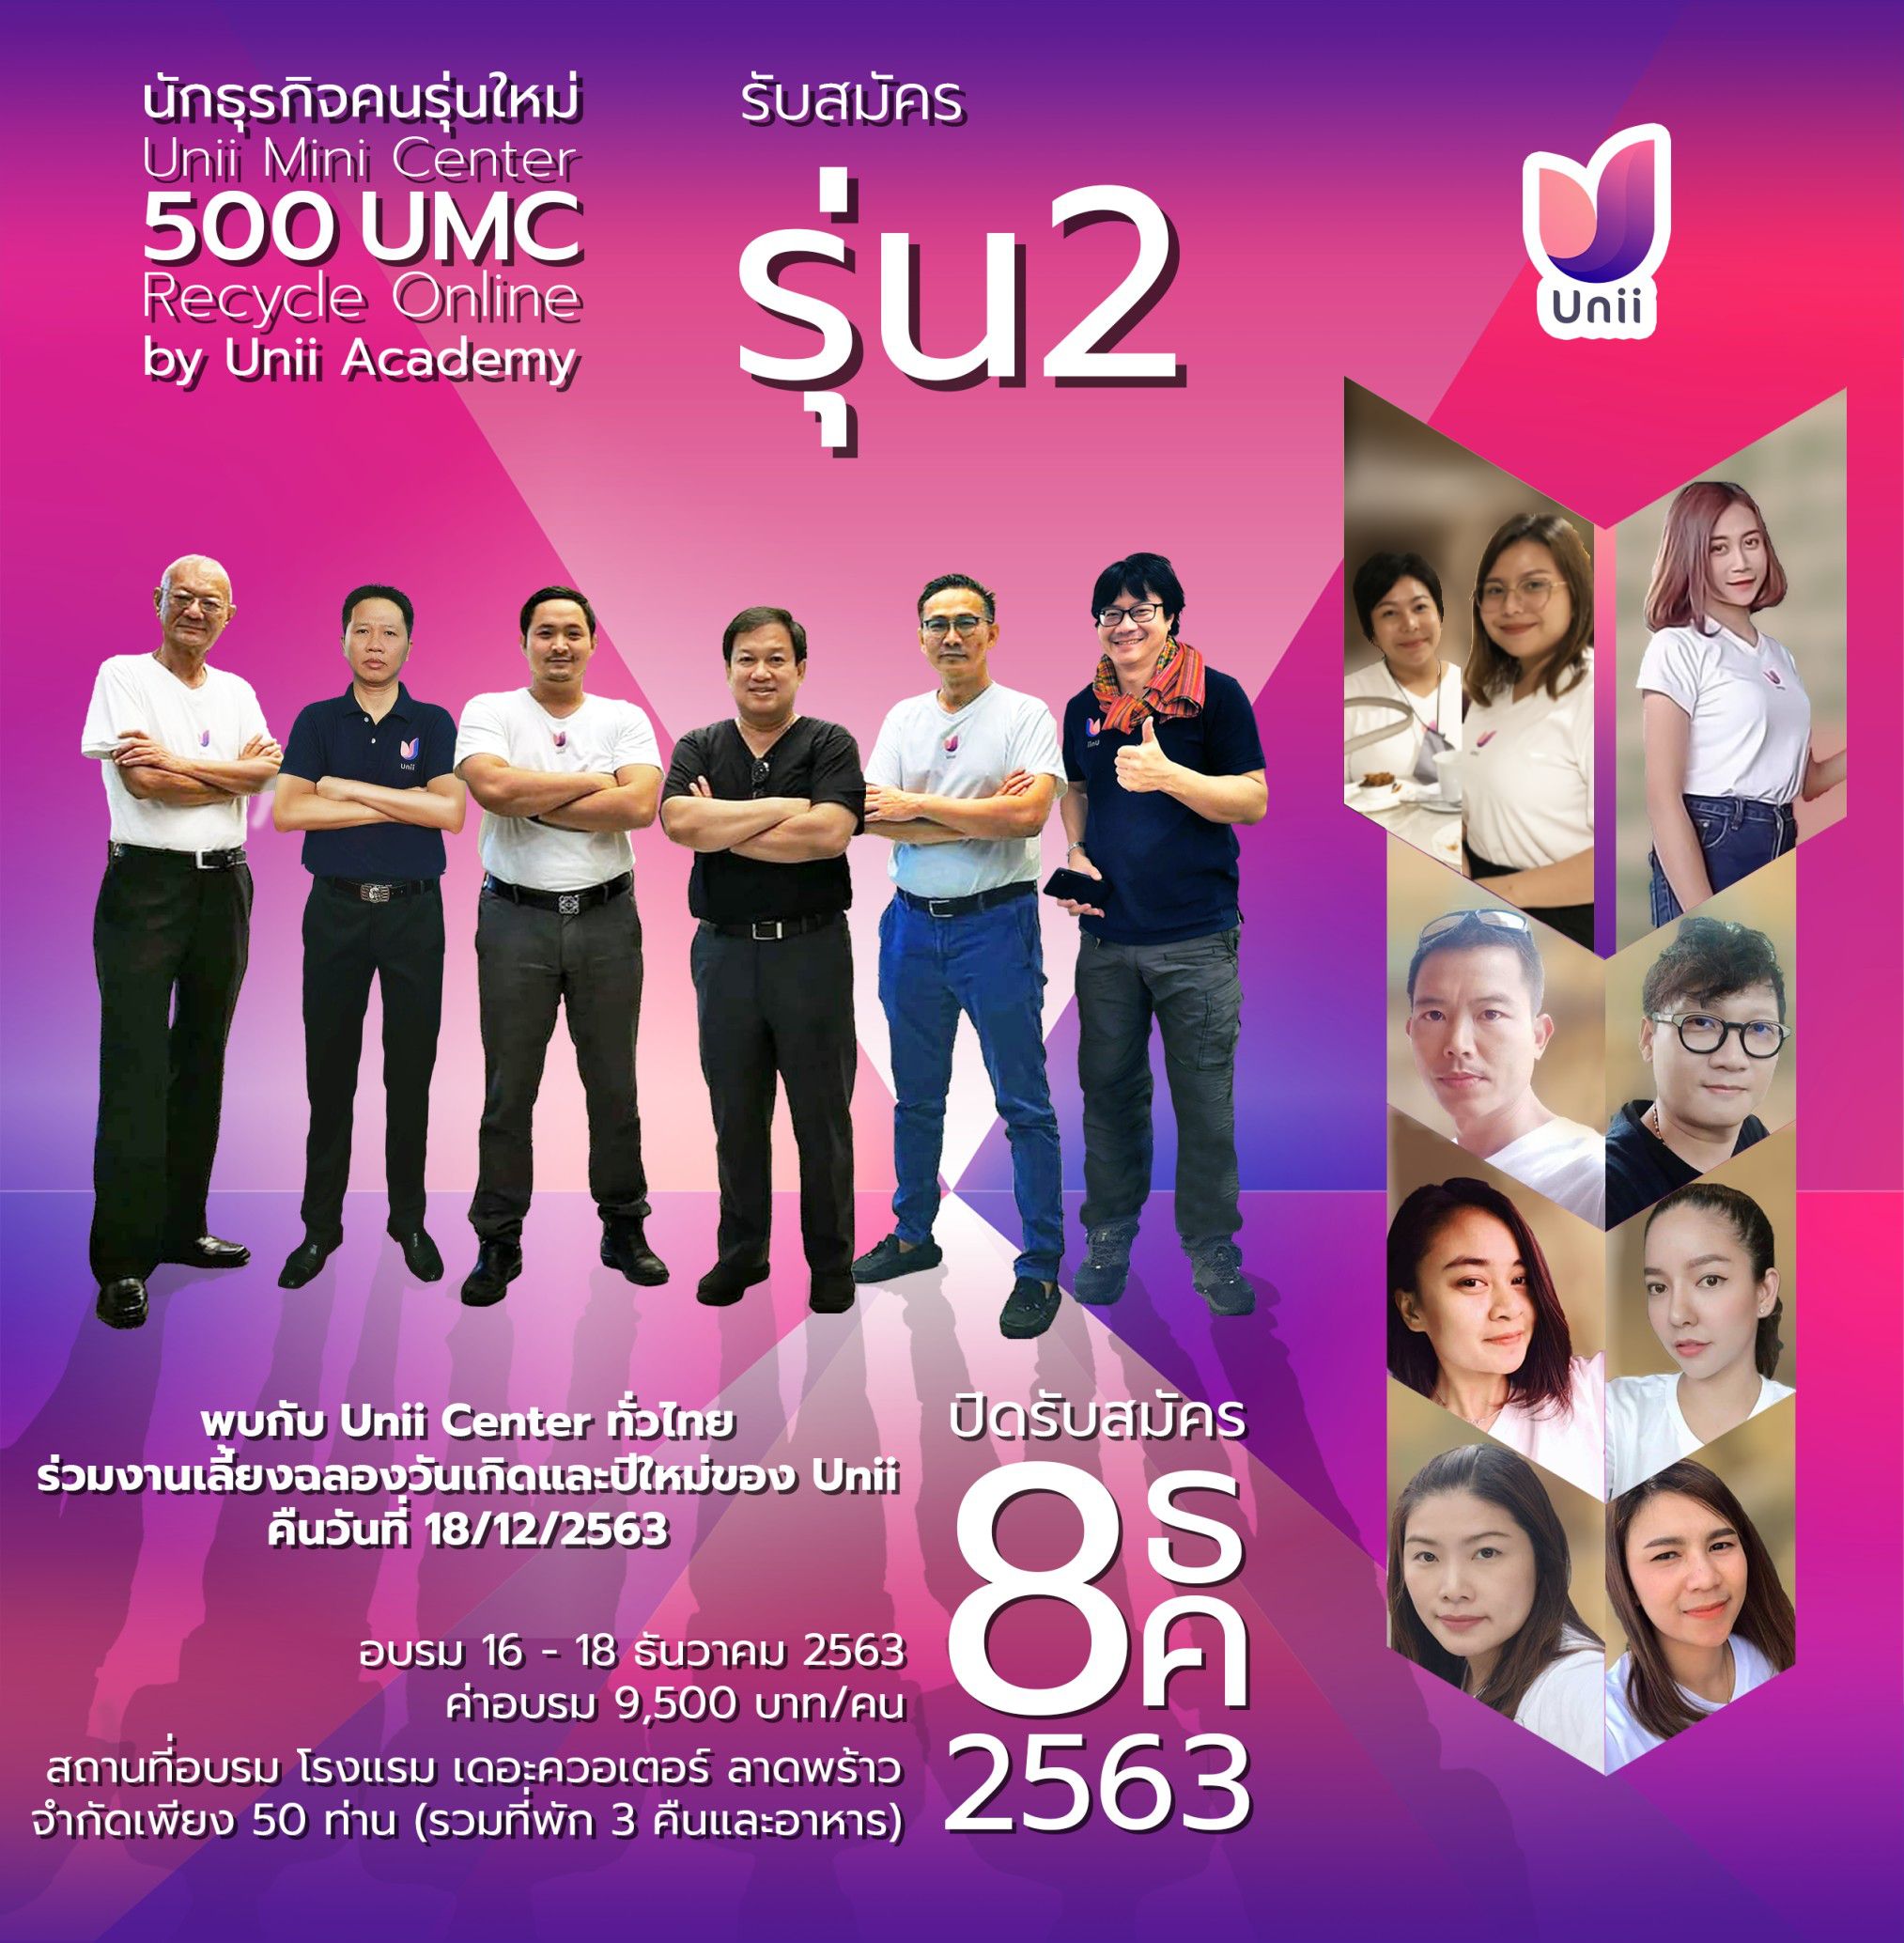 นักธุรกิจคนรุ่นใหม่
Unii Mini Center
500 UMC
Recycle Online
by Unii Academy
รับสมัคร
รุ่น2
Unii
Unii
พบกับ Unii Center ทั่วไทย
ร่วมงานเลี้ยงฉลองวันเกิดและปีใหม่ของ Unii
คืนวันที่ 18/12/2563
อบรม 16 - 18 ธันวาคม 2563
ค่าอบรม 9,500 บาท/คน
สถานที่อบรม โรงแรม เดอะควอเตอร์ ลาดพร้าว
จำกัดเพียง 50 ท่าน (รวมที่พัก 3 คืนและอาหาร)
ปิดรับสมัคร
8 ธค
2563